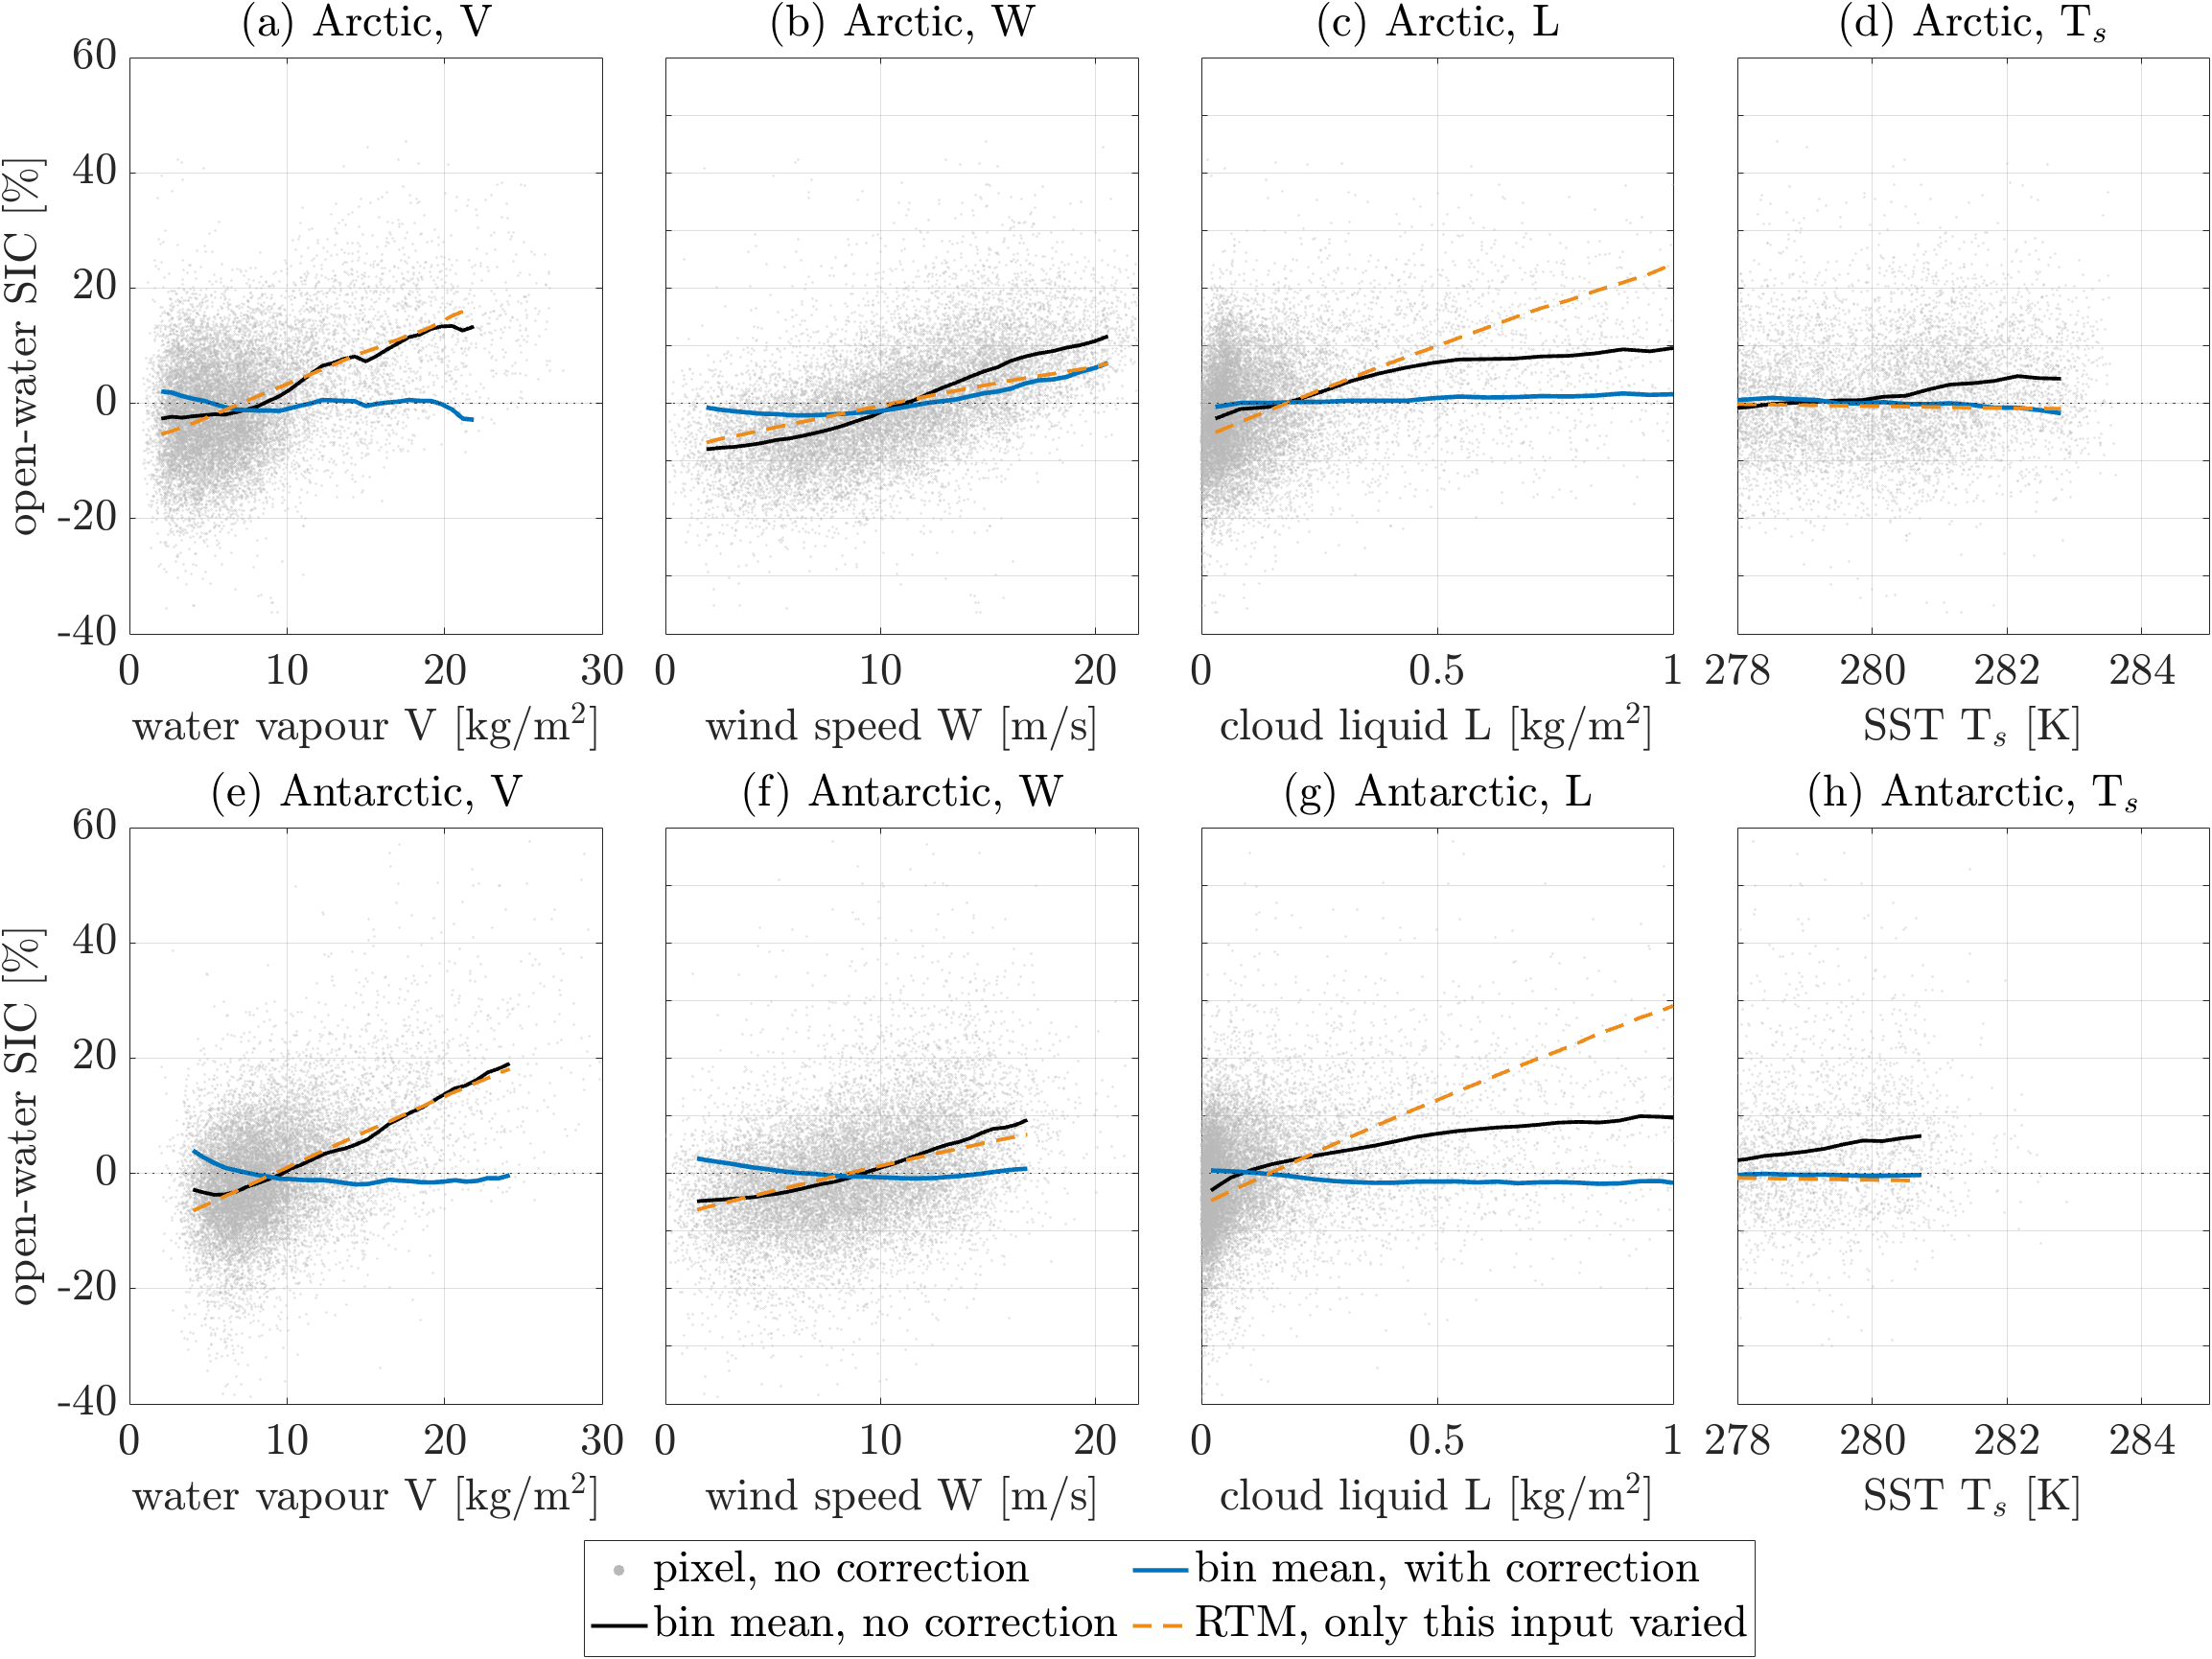 (a) Arctic, V
(b) Arctic, W
(c) Arctic, L
(d) Arctic, Tₛ
open-water SIC [%]
60
40
20
0
-20
-40
0 10 20 30
0 10 20
0 0.5 1
278 280 282 284
water vapour V [kg/m²]
wind speed W [m/s]
cloud liquid L [kg/m²]
SST Tₛ [K]
(e) Antarctic, V
(f) Antarctic, W
(g) Antarctic, L
(h) Antarctic, Tₛ
open-water SIC [%]
60
40
20
0
-20
-40
0 10 20 30
0 10 20
0 0.5 1
278 280 282 284
water vapour V [kg/m²]
wind speed W [m/s]
cloud liquid L [kg/m²]
SST Tₛ [K]
pixel, no correction
bin mean, with correction
bin mean, no correction
RTM, only this input varied